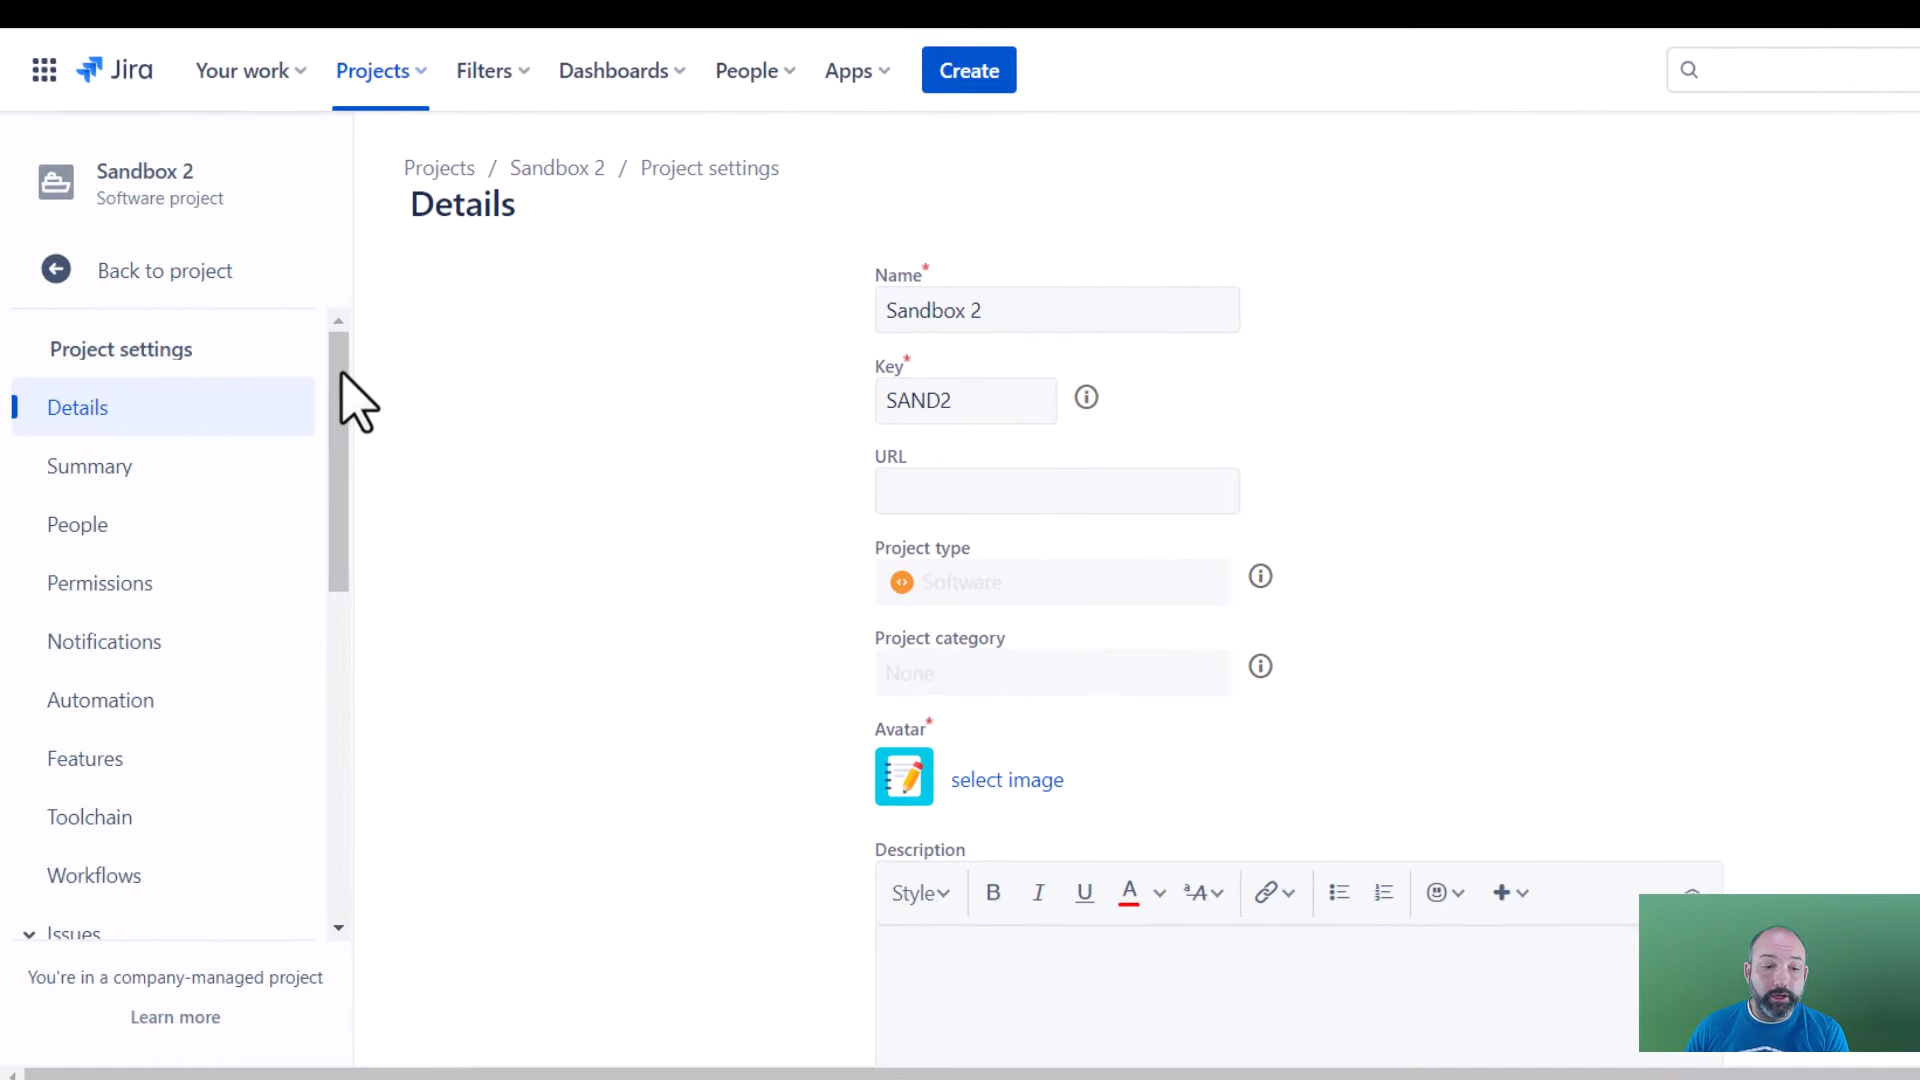 Jira
Your work
Projects
Filters
Dashboards
People
Apps
Create
Sandbox 2
Software project
Back to project
Project settings
Details
Summary
People
Permissions
Notifications
Automation
Features
Toolchain
Workflows
Issues
You're in a company-managed project
Learn more
Projects / Sandbox 2 / Project settings
Details
Name*
Sandbox 2
Key*
SAND2
URL
Project type
Software
Project category
None
Avatar*
select image
Description
Style B I U A ªA